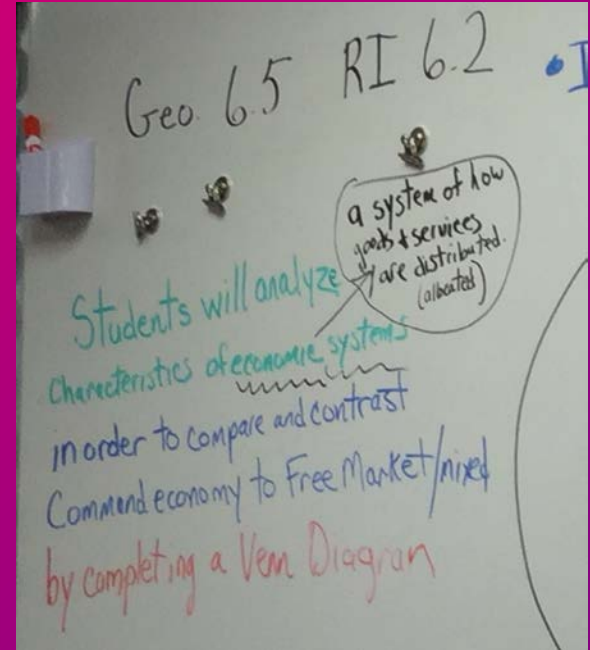 Geo. 6.5 RI 6.2
a system of how
goods & services
are distributed.
(allocated)
Students will analyze
Characteristics of economic systems
in order to compare and contrast
Command economy to Free Market/mixed
by completing a Venn Diagram